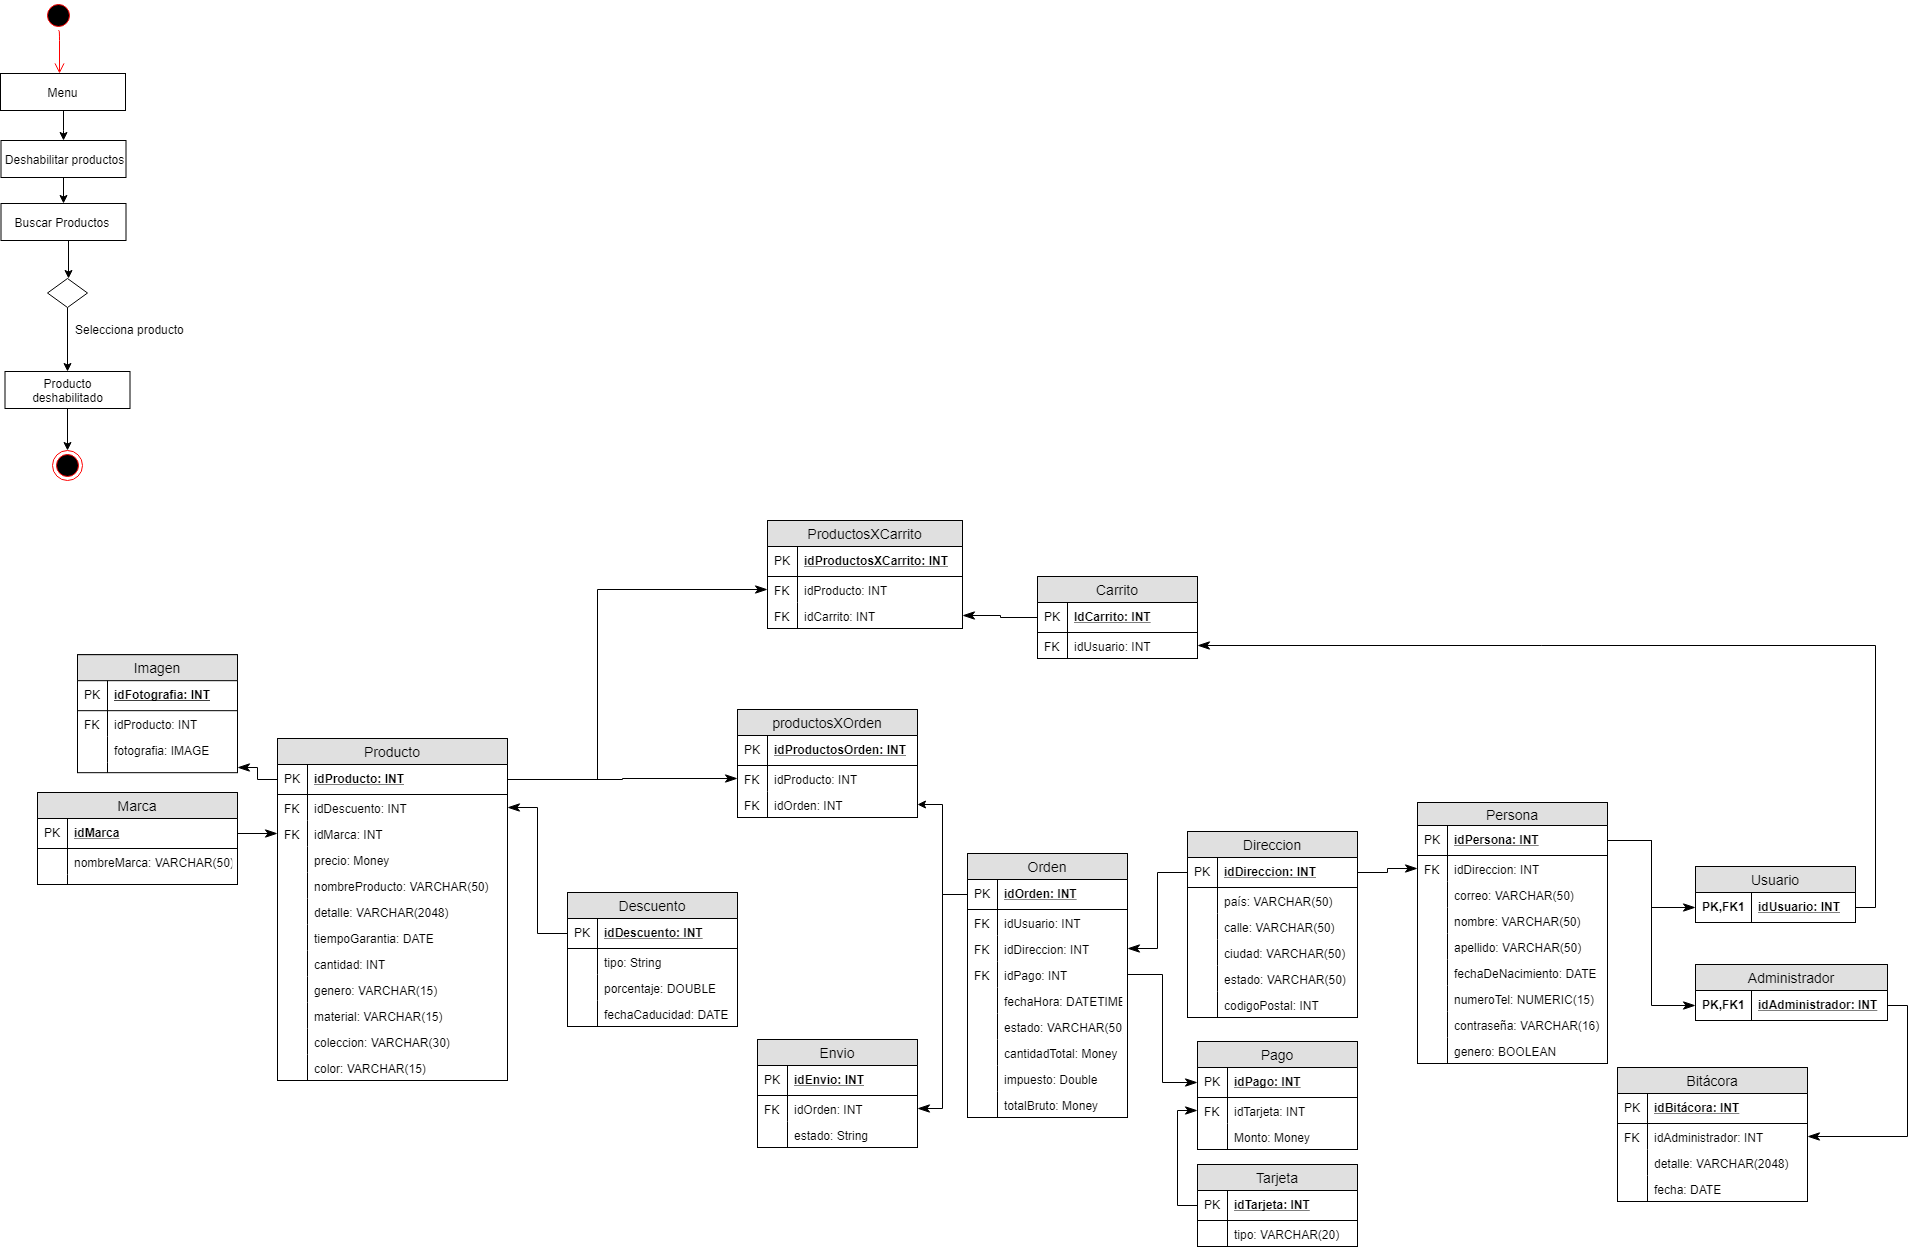 Menu
Deshabilitar productos
Buscar Productos
Selecciona producto
Producto
deshabilitado
ProductosXCarrito
PK idProductosXCarrito: INT
FK idProducto: INT
FK idCarrito: INT
Carrito
PK IdCarrito: INT
FK idUsuario: INT
Imagen
PK idFotografia: INT
FK idProducto: INT
fotografia: IMAGE
Marca
PK idMarca
nombreMarca: VARCHAR(50)
Producto
PK idProducto: INT
FK idDescuento: INT
FK idMarca: INT
precio: Money
nombreProducto: VARCHAR(50)
detalle: VARCHAR(2048)
tiempoGarantia: DATE
cantidad: INT
genero: VARCHAR(15)
material: VARCHAR(15)
coleccion: VARCHAR(30)
color: VARCHAR(15)
productosXOrden
PK idProductosOrden: INT
FK idProducto: INT
FK idOrden: INT
Descuento
PK idDescuento: INT
tipo: String
porcentaje: DOUBLE
fechaCaducidad: DATE
Envio
PK idEnvio: INT
FK idOrden: INT
estado: String
Orden
PK idOrden: INT
FK idUsuario: INT
FK idDireccion: INT
FK idPago: INT
fechaHora: DATETIME
estado: VARCHAR(50
cantidadTotal: Money
impuesto: Double
totalBruto: Money
Direccion
PK idDireccion: INT
país: VARCHAR(50)
calle: VARCHAR(50)
ciudad: VARCHAR(50)
estado: VARCHAR(50)
codigoPostal: INT
Pago
PK idPago: INT
FK idTarjeta: INT
Monto: Money
Tarjeta
PK idTarjeta: INT
tipo: VARCHAR(20)
Persona
PK idPersona: INT
FK idDireccion: INT
correo: VARCHAR(50)
nombre: VARCHAR(50)
apellido: VARCHAR(50)
fechaDeNacimiento: DATE
numeroTel: NUMERIC(15)
contraseña: VARCHAR(16)
genero: BOOLEAN
Usuario
PK,FK1 idUsuario: INT
Administrador
PK,FK1 idAdministrador: INT
Bitácora
PK idBitácora: INT
FK idAdministrador: INT
detalle: VARCHAR(2048)
fecha: DATE